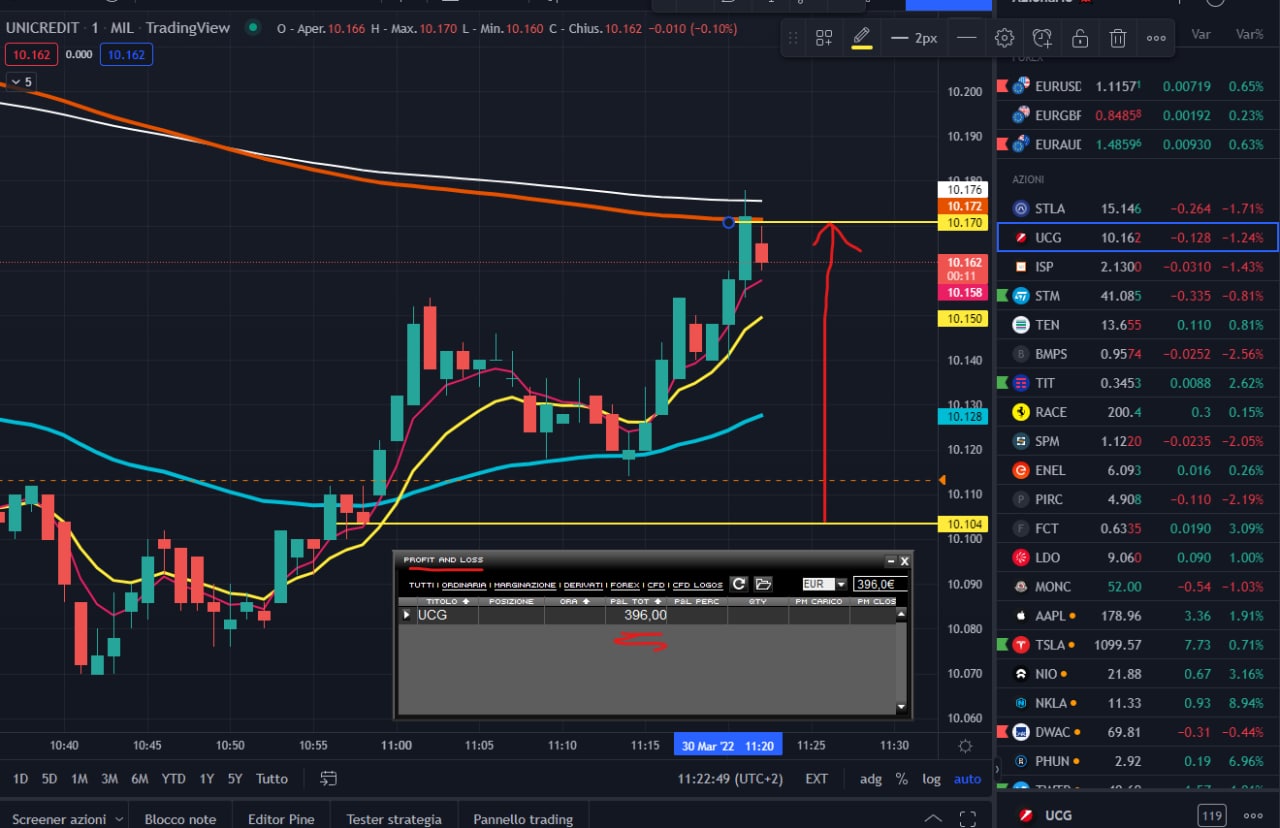 UNICREDIT · 1 · MIL · TradingView O - Aper.10.166 H - Max.10.170 L - Min.10.160 C - Chius.10.162 -0.010 (-0.10%)
10.162 0.000 10.162
5
2px
10.200
10.190
10.176
10.172
10.170
10.162
00:11
10.158
10.150
10.140
10.130
10.128
10.120
10.110
10.104
10.100
10.090
10.080
10.070
10.060
PROFIT AND LOSS
TUTTI | ORDINARIA | MARGINAZIONE | DERIVATI | FOREX | CFD | CFD LOGOS EUR 396,0€
TITOLO POSIZIONE ORA P&L TOT P&L PERC QTY PM CARICO PM CLOS
UCG 396,00
10:40 10:45 10:50 10:55 11:00 11:05 11:10 11:15 30 Mar '22 11:20 11:25 11:30
1D 5D 1M 3M 6M YTD 1Y 5Y Tutto 11:22:49 (UTC+2) EXT adg % log auto
Screener azioni Blocco note Editor Pine Tester strategia Pannello trading
Var Var%
FOREX
EURUSD 1.11571 0.00719 0.65%
EURGBP 0.84858 0.00192 0.23%
EURAUD 1.48596 0.00930 0.63%
AZIONI
STLA 15.146 -0.264 -1.71%
UCG 10.162 -0.128 -1.24%
ISP 2.1300 -0.0310 -1.43%
STM 41.085 -0.335 -0.81%
TEN 13.655 0.110 0.81%
B BMPS 0.9574 -0.0252 -2.56%
TIT 0.3453 0.0088 2.62%
RACE 200.4 0.3 0.15%
SPM 1.1220 -0.0235 -2.05%
ENEL 6.093 0.016 0.26%
P PIRC 4.908 -0.110 -2.19%
F FCT 0.6335 0.0190 3.09%
LDO 9.060 0.090 1.00%
MONC 52.00 -0.54 -1.03%
AAPL 178.96 3.36 1.91%
TSLA 1099.57 7.73 0.71%
NIO 21.88 0.67 3.16%
NKLA 11.33 0.93 8.94%
DWAC 69.81 -0.31 -0.44%
PHUN 2.92 0.19 6.96%
UCG 119